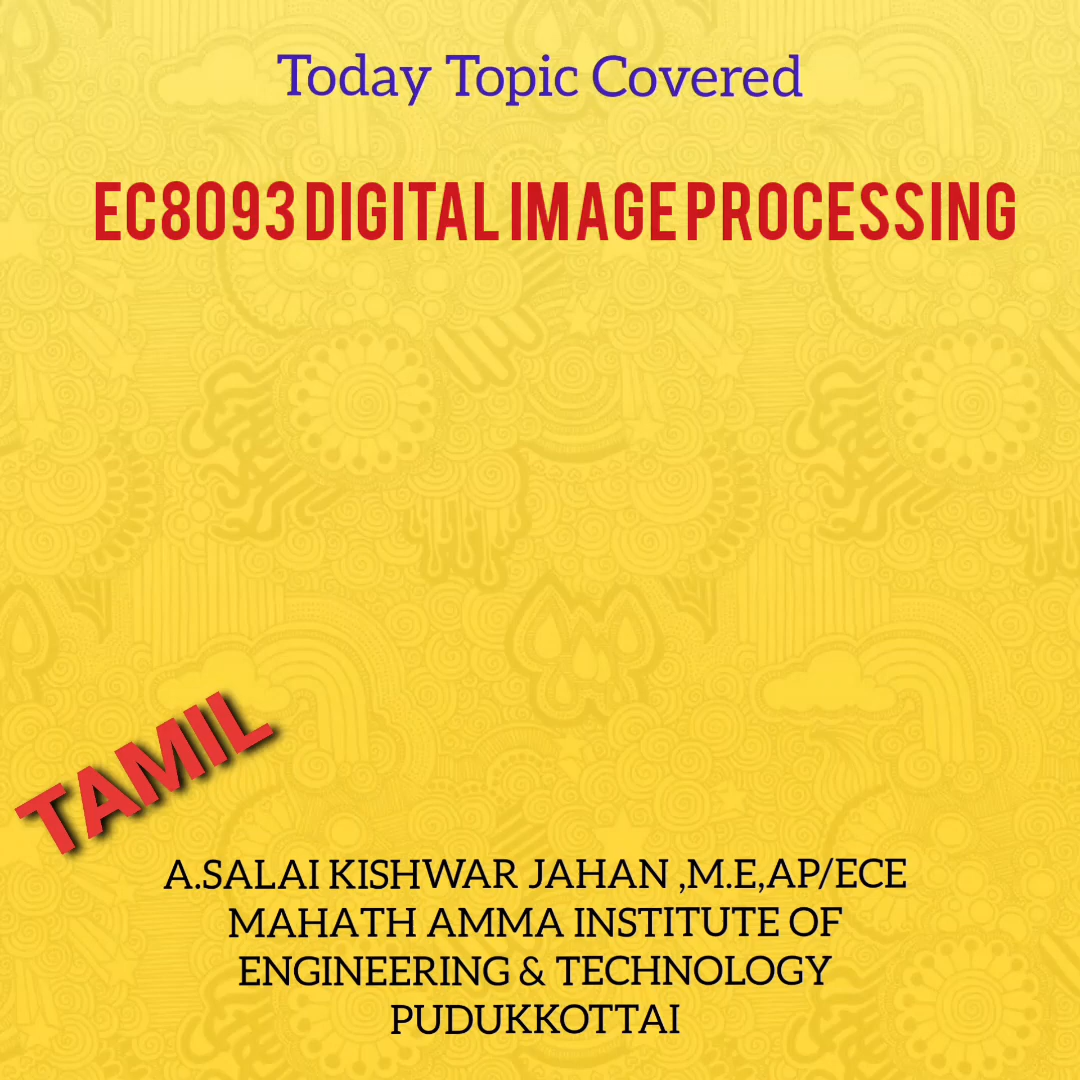 Today Topic Covered
EC8093 DIGITAL IMAGE PROCESSING
TAMIL
A.SALAI KISHWAR JAHAN ,M.E,AP/ECE
MAHATH AMMA INSTITUTE OF
ENGINEERING & TECHNOLOGY
PUDUKKOTTAI